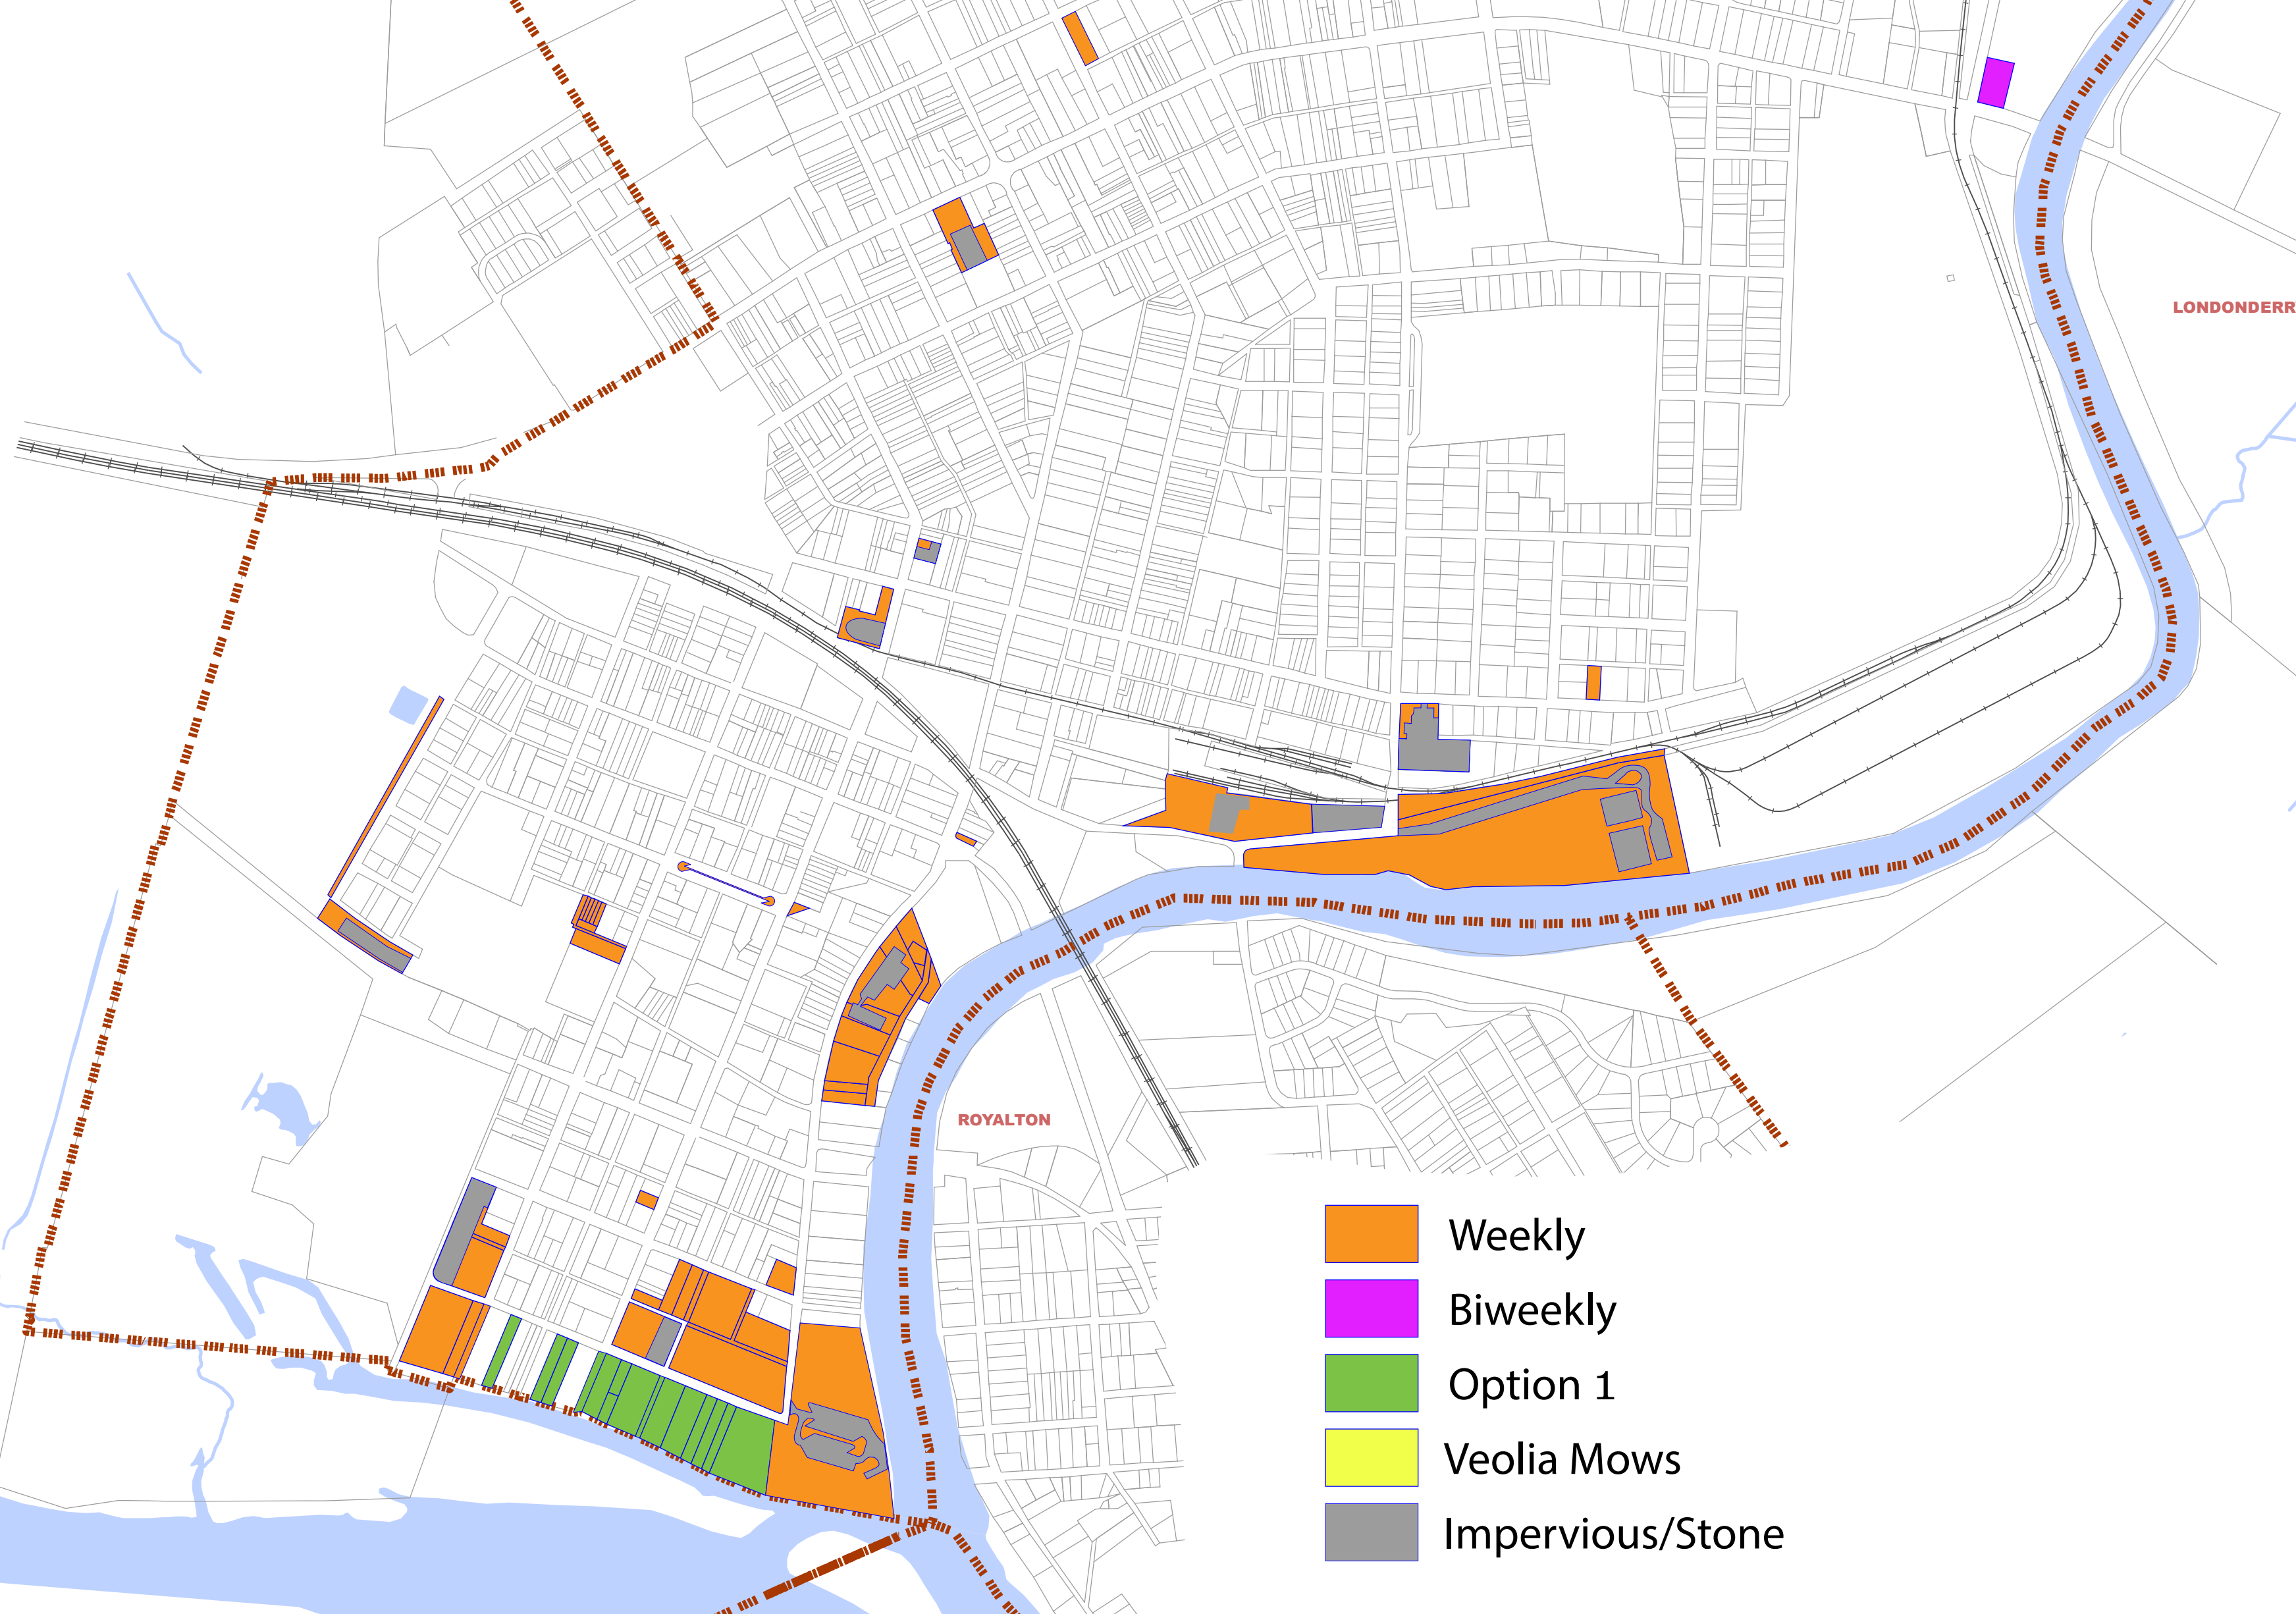 LONDONDERR
ROYALTON
Weekly
Biweekly
Option 1
Veolia Mows
Impervious/Stone